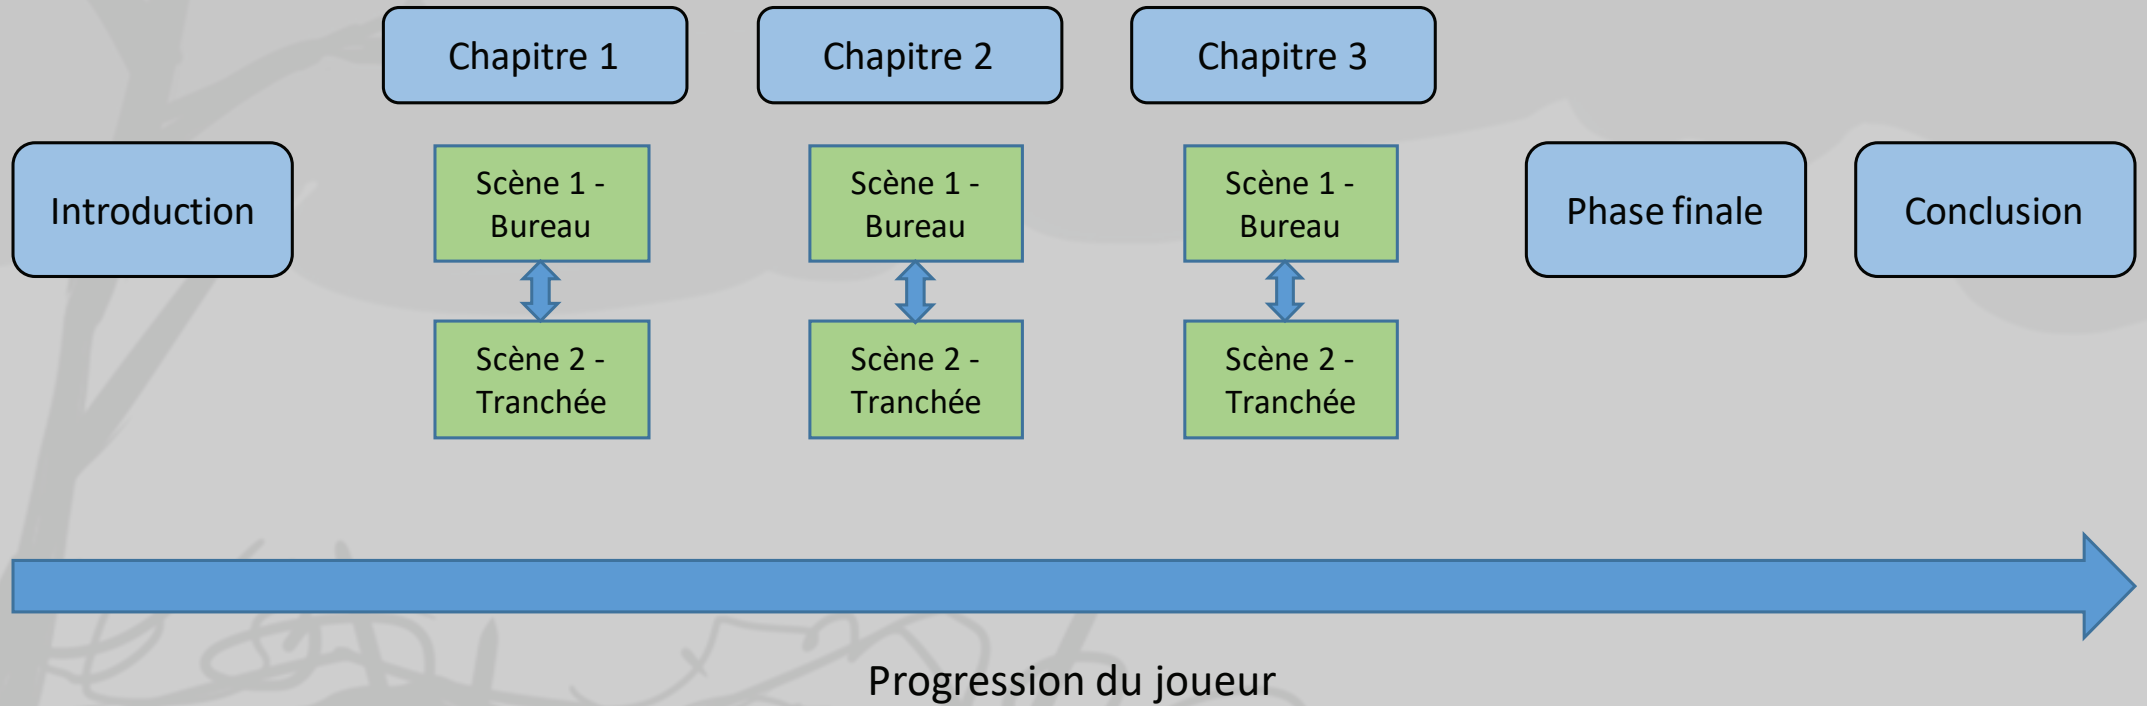 Chapitre 1
Chapitre 2
Chapitre 3
Introduction
Scène 1 -
Bureau
Scène 2 -
Tranchée
Scène 1 -
Bureau
Scène 2 -
Tranchée
Scène 1 -
Bureau
Scène 2 -
Tranchée
Phase finale
Conclusion
Progression du joueur